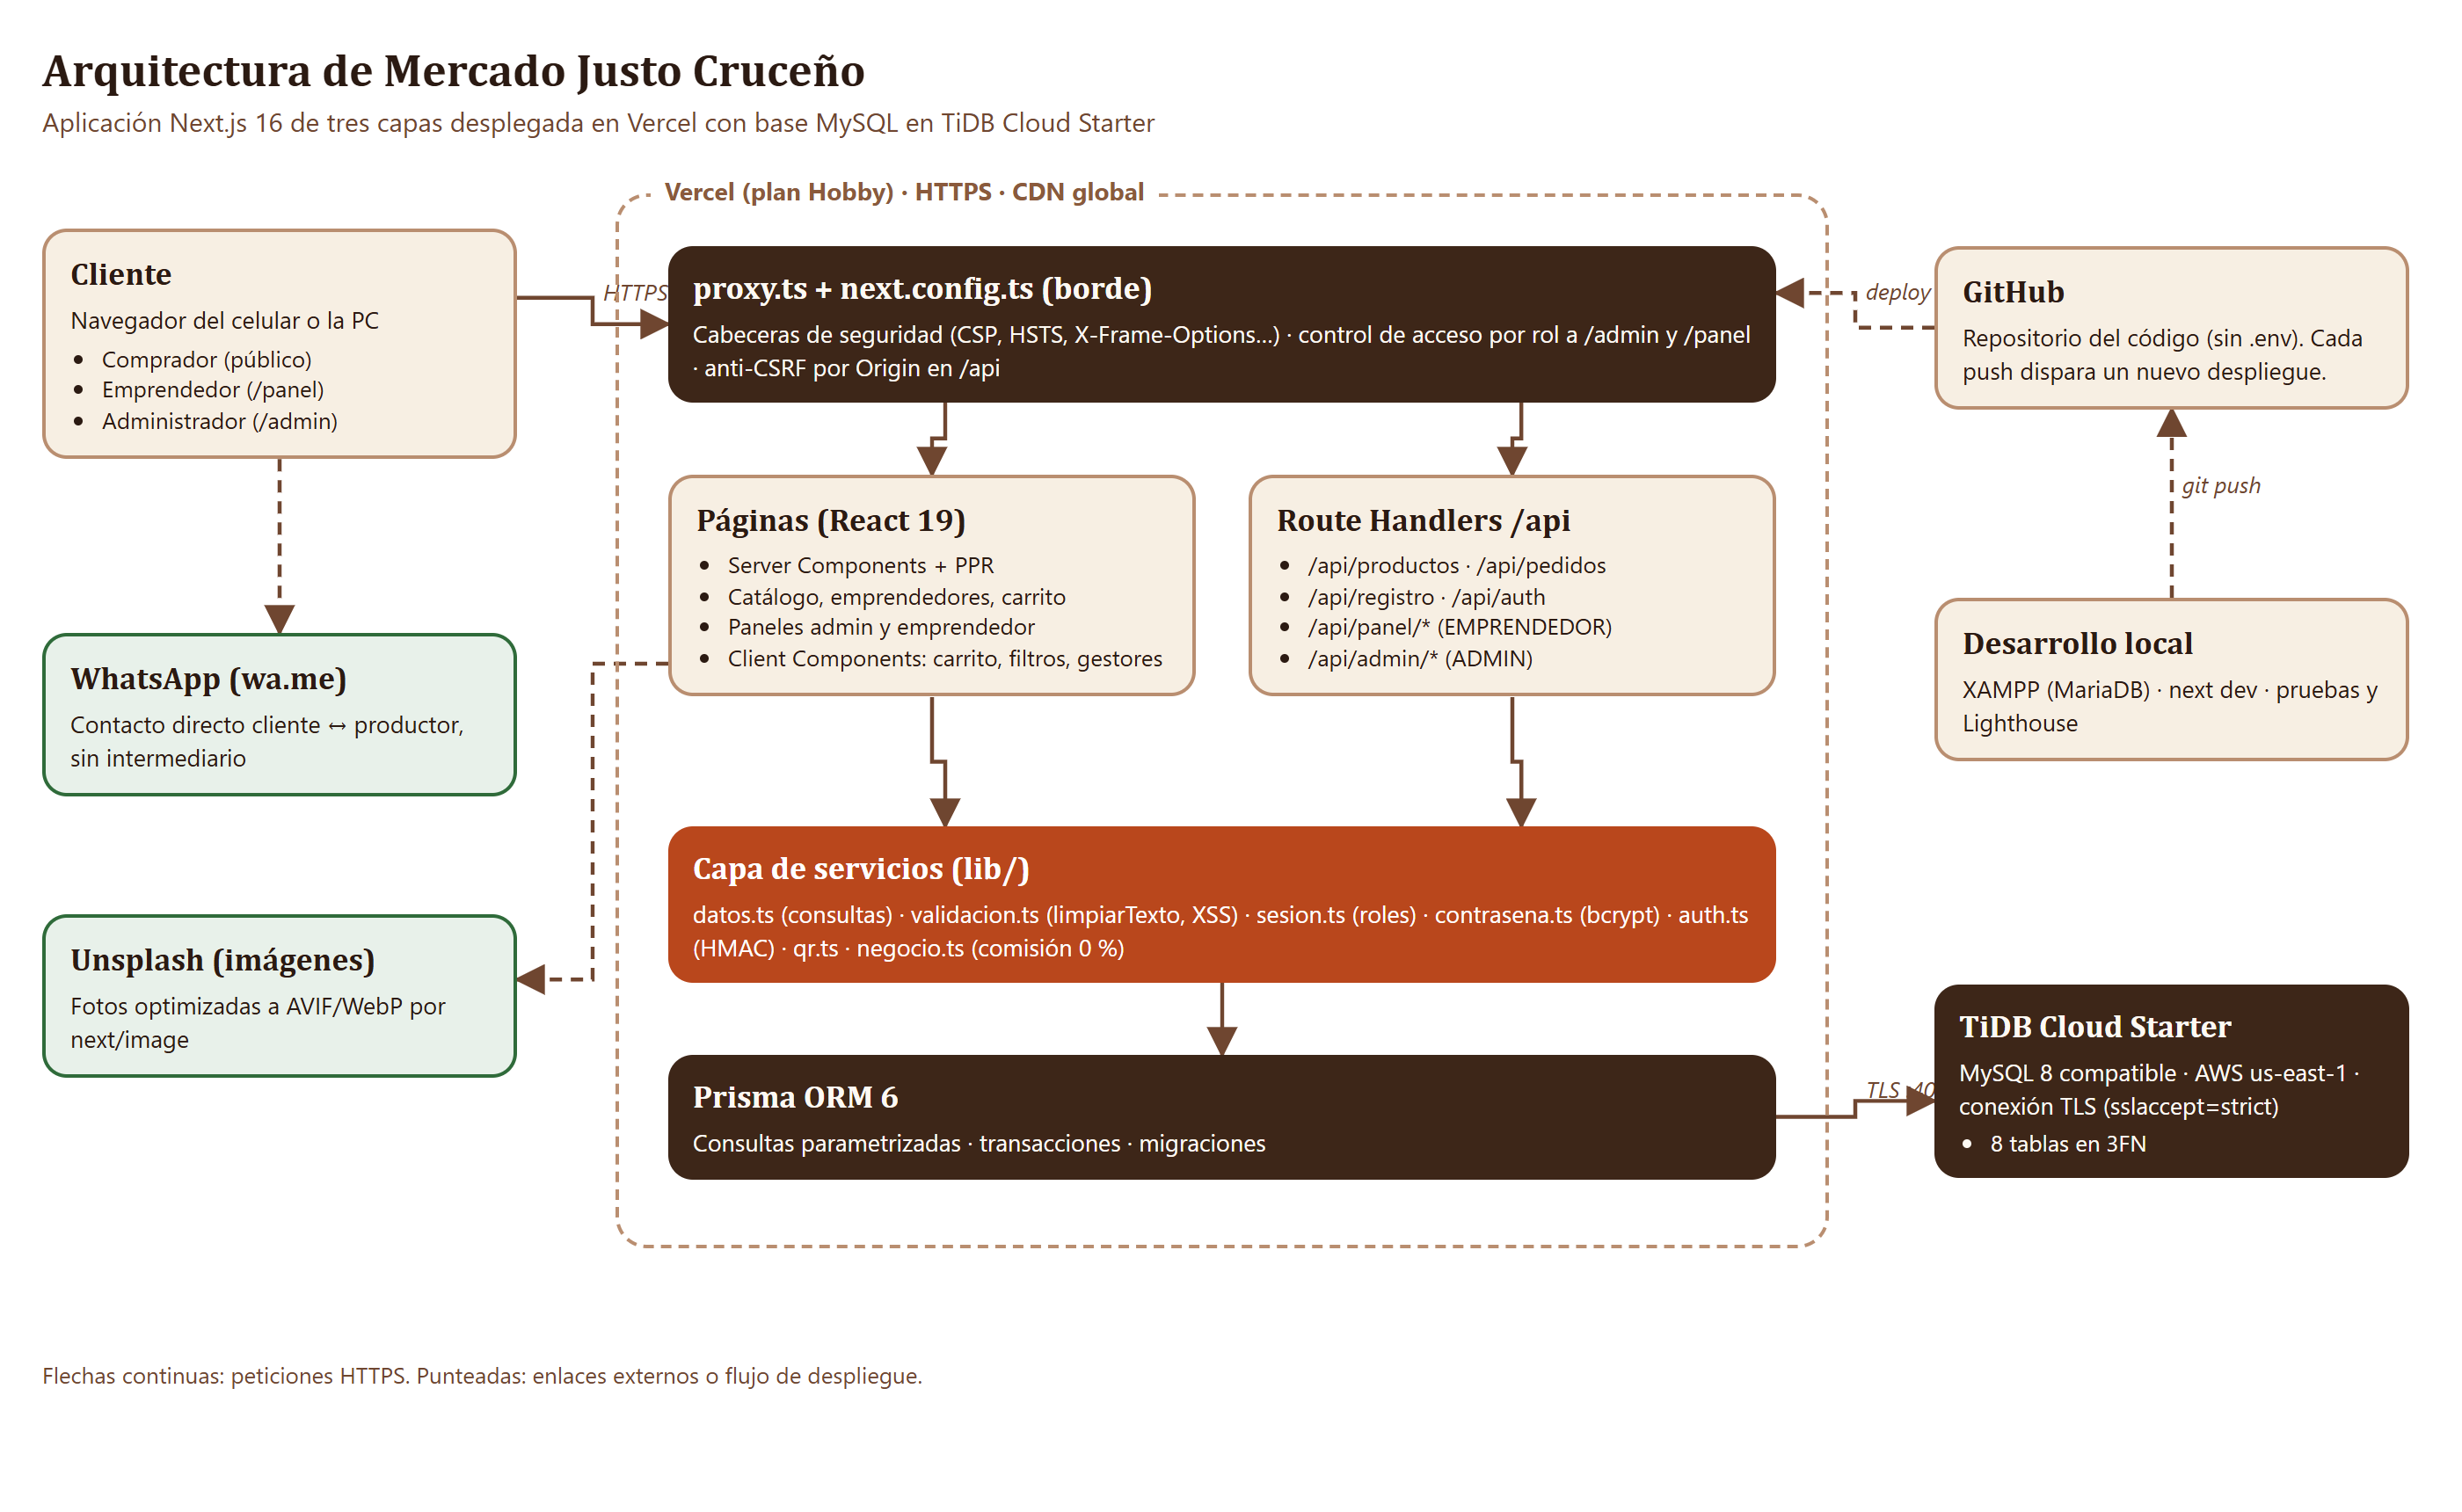 Arquitectura de Mercado Justo Cruceño
Aplicación Next.js 16 de tres capas desplegada en Vercel con base MySQL en TiDB Cloud Starter
Vercel (plan Hobby) · HTTPS · CDN global
Cliente
Navegador del celular o la PC
• Comprador (público)
• Emprendedor (/panel)
• Administrador (/admin)
HTTPS
proxy.ts + next.config.ts (borde)
Cabeceras de seguridad (CSP, HSTS, X-Frame-Options...) · control de acceso por rol a /admin y /panel
· anti-CSRF por Origin en /api
deploy
GitHub
Repositorio del código (sin .env). Cada
push dispara un nuevo despliegue.
git push
Páginas (React 19)
• Server Components + PPR
• Catálogo, emprendedores, carrito
• Paneles admin y emprendedor
• Client Components: carrito, filtros, gestores
Route Handlers /api
• /api/productos · /api/pedidos
• /api/registro · /api/auth
• /api/panel/* (EMPRENDEDOR)
• /api/admin/* (ADMIN)
Desarrollo local
XAMPP (MariaDB) · next dev · pruebas y
Lighthouse
WhatsApp (wa.me)
Contacto directo cliente ↔ productor,
sin intermediario
Capa de servicios (lib/)
datos.ts (consultas) · validacion.ts (limpiarTexto, XSS) · sesion.ts (roles) · contrasena.ts (bcrypt) · auth.ts
(HMAC) · qr.ts · negocio.ts (comisión 0 %)
Unsplash (imágenes)
Fotos optimizadas a AVIF/WebP por
next/image
Prisma ORM 6
Consultas parametrizadas · transacciones · migraciones
TLS
TiDB Cloud Starter
MySQL 8 compatible · AWS us-east-1 ·
conexión TLS (sslaccept=strict)
• 8 tablas en 3FN
Flechas continuas: peticiones HTTPS. Punteadas: enlaces externos o flujo de despliegue.